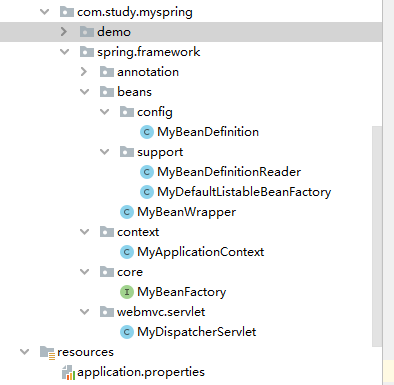 com.study.myspring
demo
spring.framework
annotation
beans
config
MyBeanDefinition
support
MyBeanDefinitionReader
MyDefaultListableBeanFactory
MyBeanWrapper
context
MyApplicationContext
core
MyBeanFactory
webmvc.servlet
MyDispatcherServlet
resources
application.properties